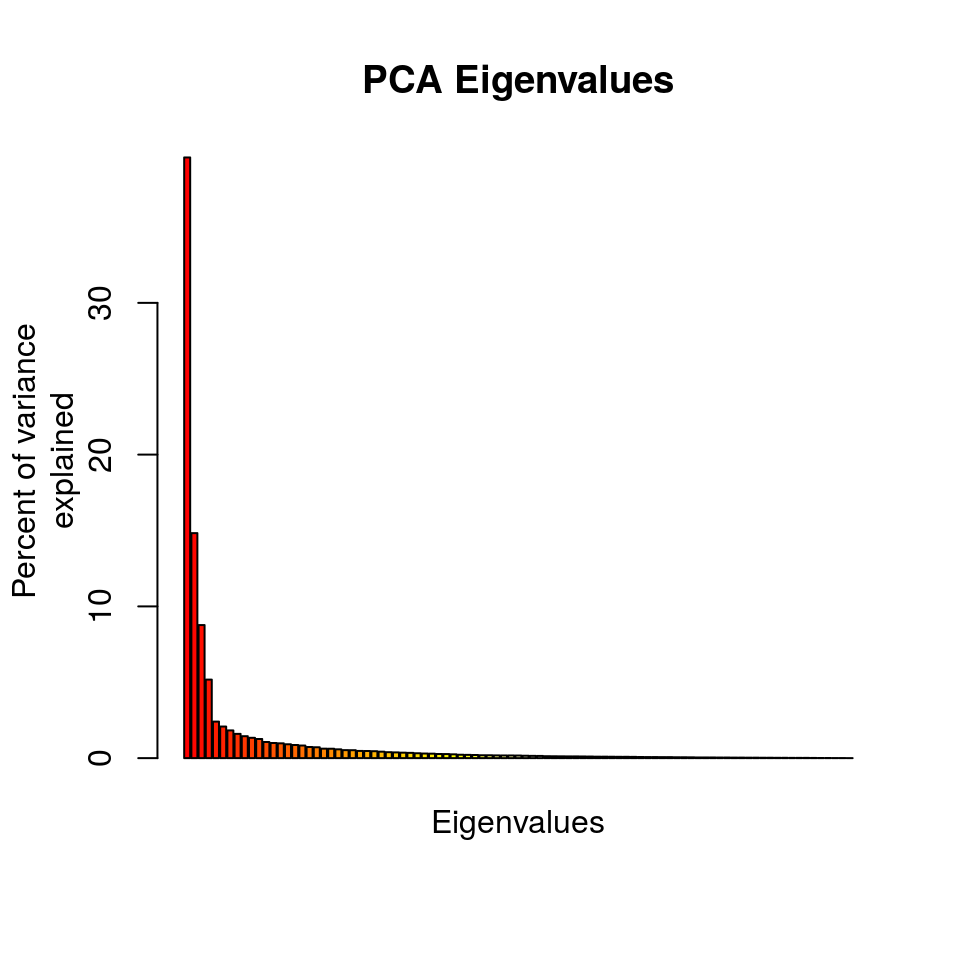 PCA Eigenvalues
Percent of variance
explained
30
20
10
0
Eigenvalues